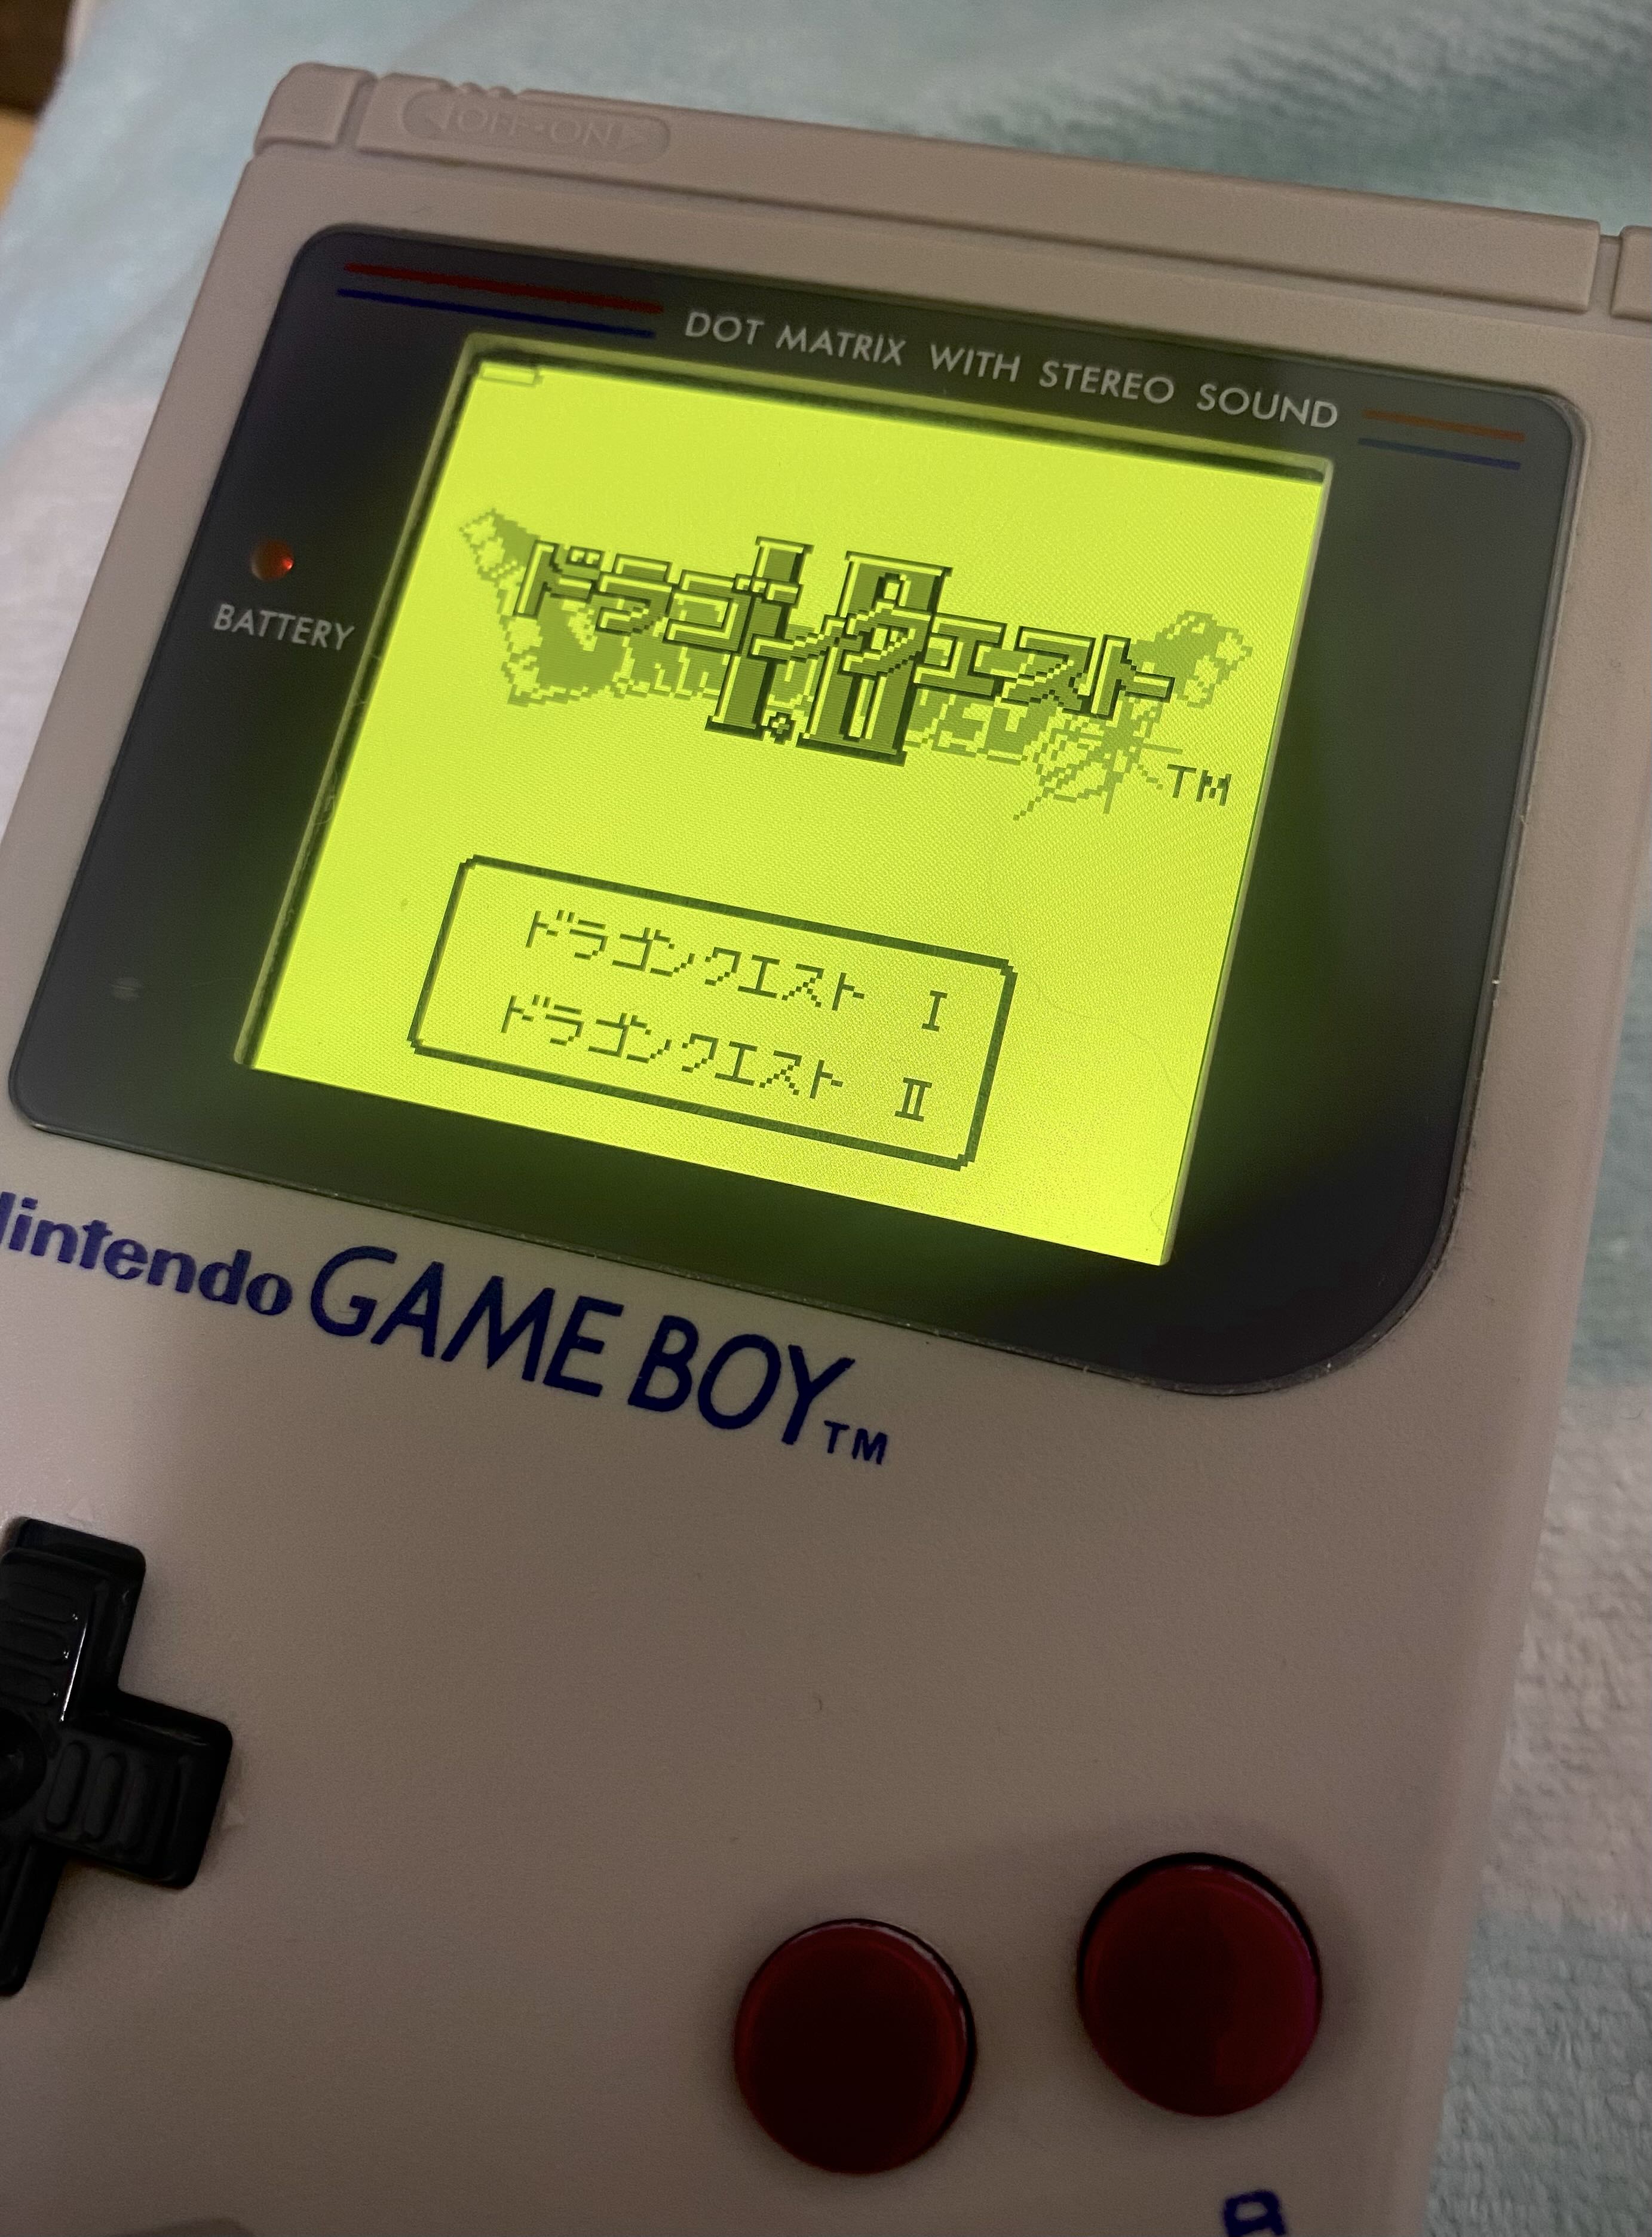 OFF•ON
DOT MATRIX WITH STEREO SOUND
BATTERY
I・II
ドラゴンクエスト
TM
ドラゴンクエスト I
ドラゴンクエスト II
Nintendo GAME BOY TM